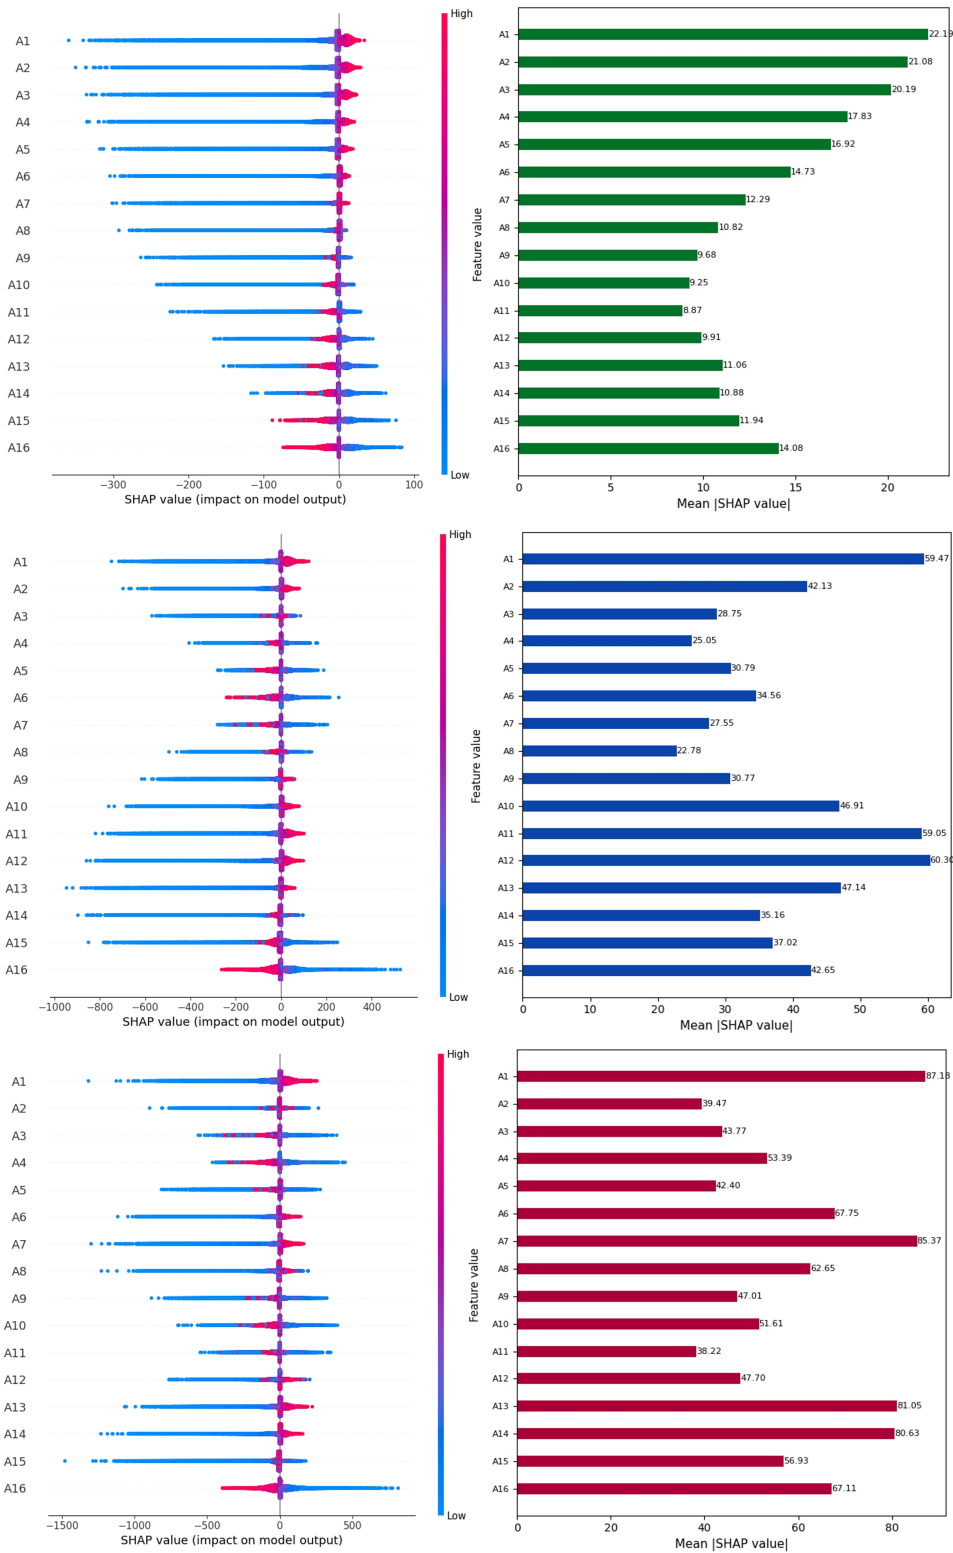 High
A1
A2
A3
A4
A5
A6
A7
A8
A9
A10
A11
A12
A13
A14
A15
A16
Low
−300
−200
−100
0
100
SHAP value (impact on model output)
Feature value
A1
22.19
A2
21.08
A3
20.19
A4
17.83
A5
16.92
A6
14.73
A7
12.29
A8
10.82
A9
9.68
A10
9.25
A11
8.87
A12
9.91
A13
11.06
A14
10.88
A15
11.94
A16
14.08
0
5
10
15
20
Mean |SHAP value|
High
A1
A2
A3
A4
A5
A6
A7
A8
A9
A10
A11
A12
A13
A14
A15
A16
Low
−1000
−800
−600
−400
−200
0
200
400
SHAP value (impact on model output)
Feature value
A1
59.47
A2
42.13
A3
28.75
A4
25.05
A5
30.79
A6
34.56
A7
27.55
A8
22.78
A9
30.77
A10
46.91
A11
59.05
A12
60.30
A13
47.14
A14
35.16
A15
37.02
A16
42.65
0
10
20
30
40
50
60
Mean |SHAP value|
High
A1
A2
A3
A4
A5
A6
A7
A8
A9
A10
A11
A12
A13
A14
A15
A16
Low
−1500
−1000
−500
0
500
SHAP value (impact on model output)
Feature value
A1
87.13
A2
39.47
A3
43.77
A4
53.39
A5
42.40
A6
67.75
A7
85.37
A8
62.65
A9
47.01
A10
51.61
A11
38.22
A12
47.70
A13
81.05
A14
80.63
A15
56.93
A16
67.11
0
20
40
60
80
Mean |SHAP value|